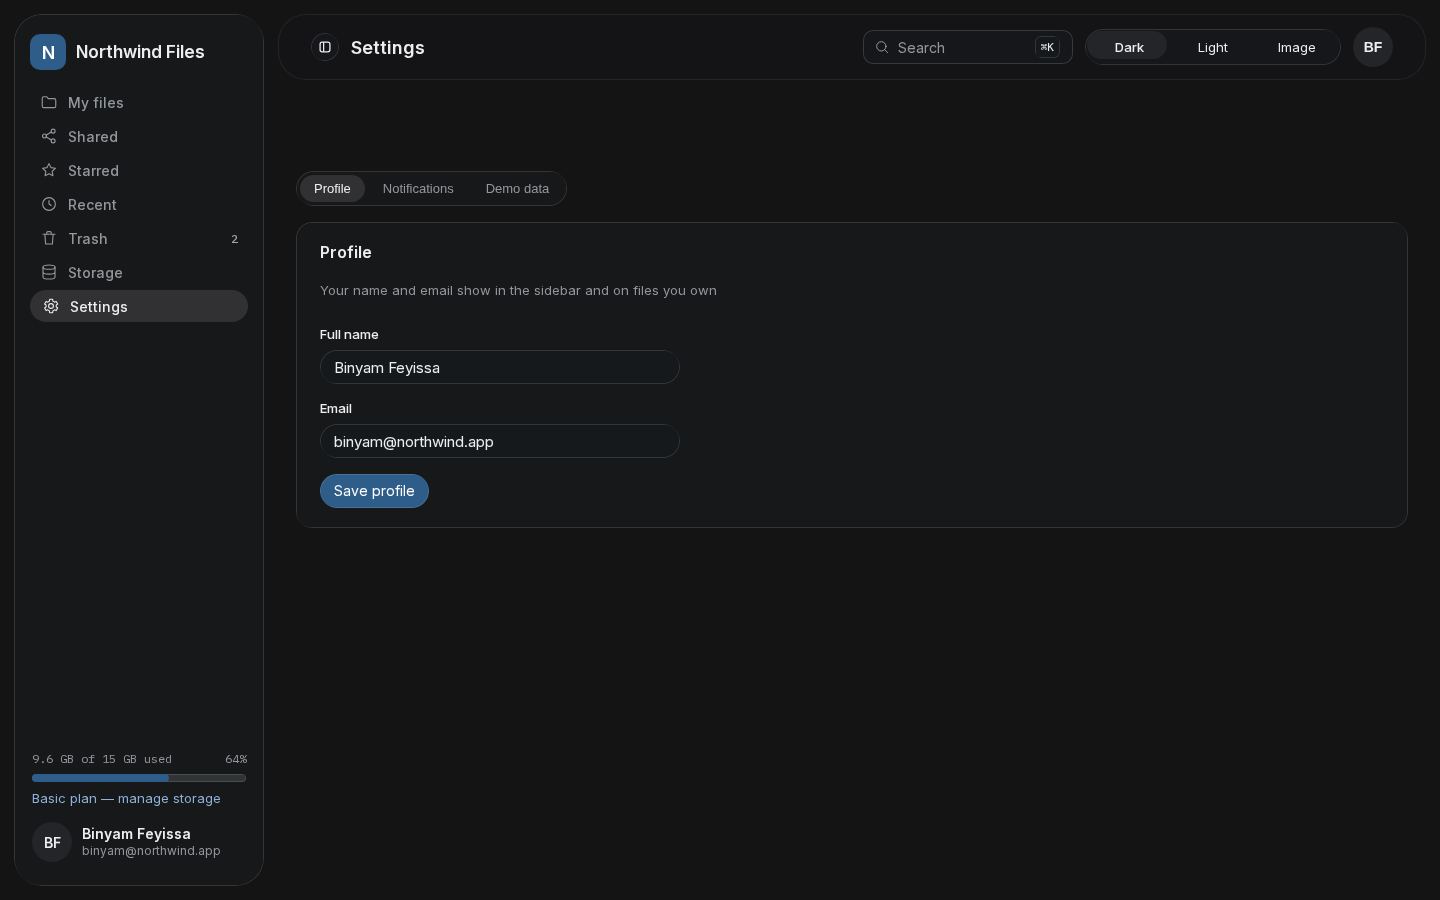 N Northwind Files
My files
Shared
Starred
Recent
Trash 2
Storage
Settings
9.6 GB of 15 GB used 64%
Basic plan — manage storage
BF Binyam Feyissa
binyam@northwind.app
Settings
Search ⌘K
Dark Light Image
BF
Profile Notifications Demo data
Profile
Your name and email show in the sidebar and on files you own
Full name
Binyam Feyissa
Email
binyam@northwind.app
Save profile